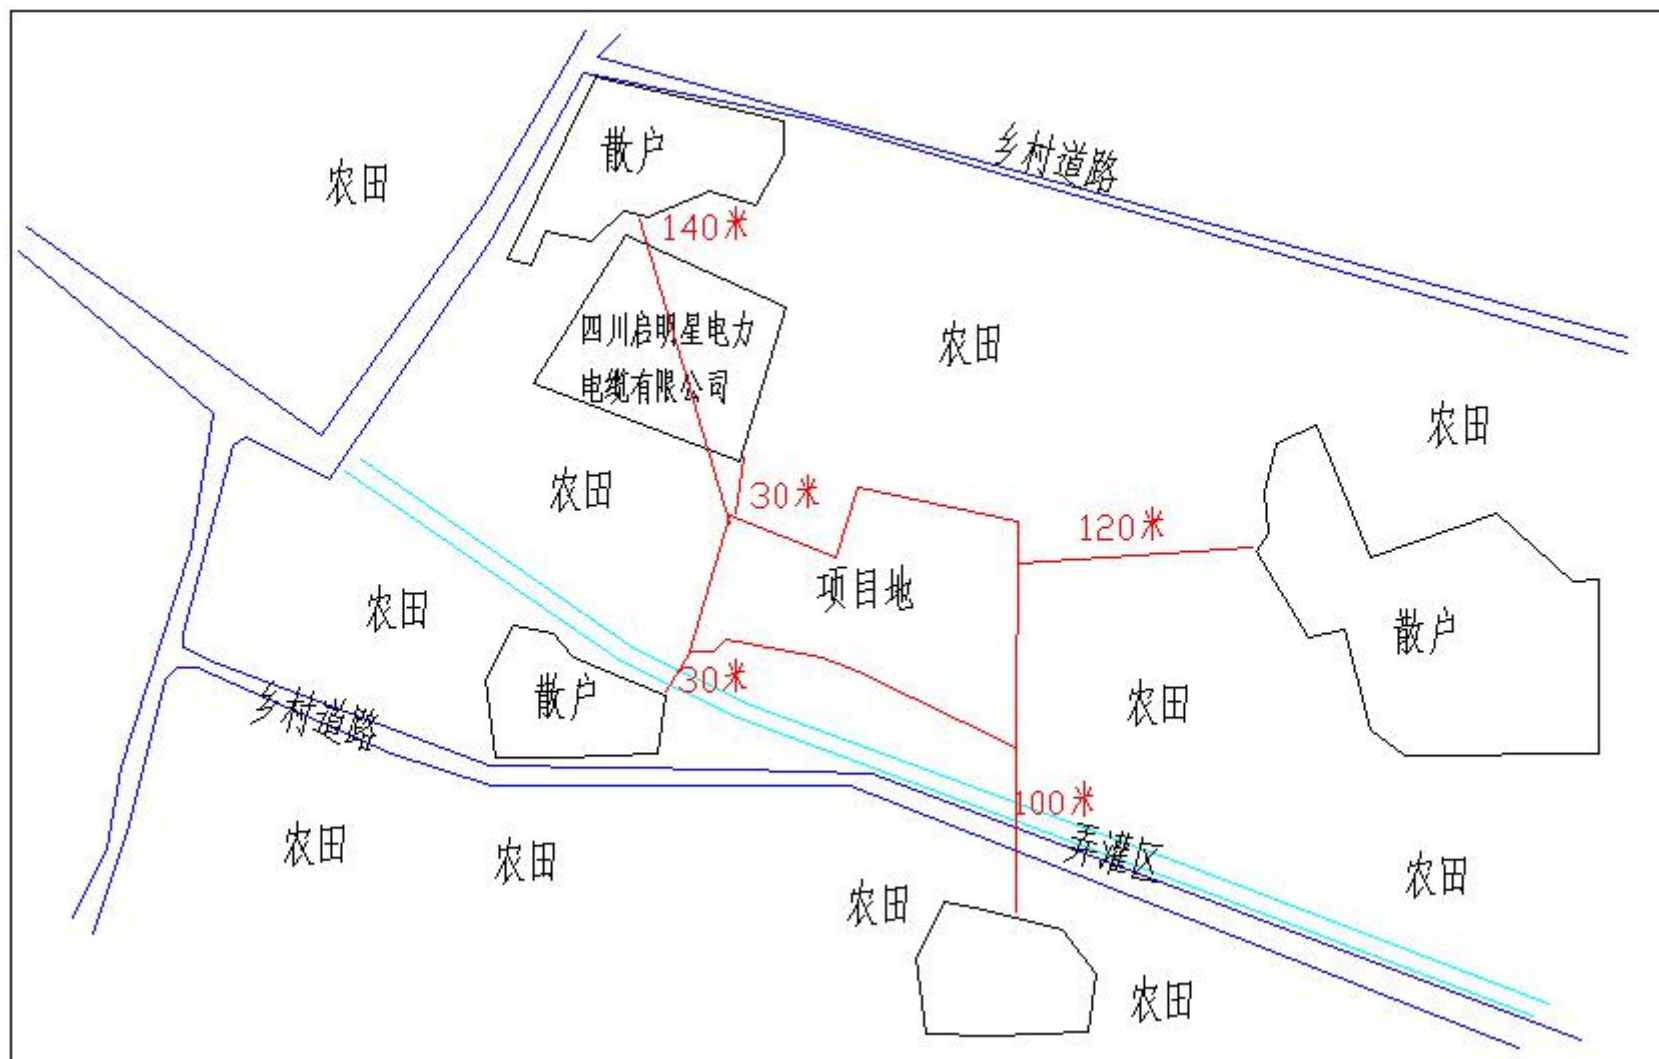 乡村道路
散户
农田
140米
四川启明星电力
电缆有限公司
农田
农田
农田
30米
120米
项目地
农田
散户
30米
散户
农田
乡村道路
100米
农田
农田
弄灌区
农田
农田
农田